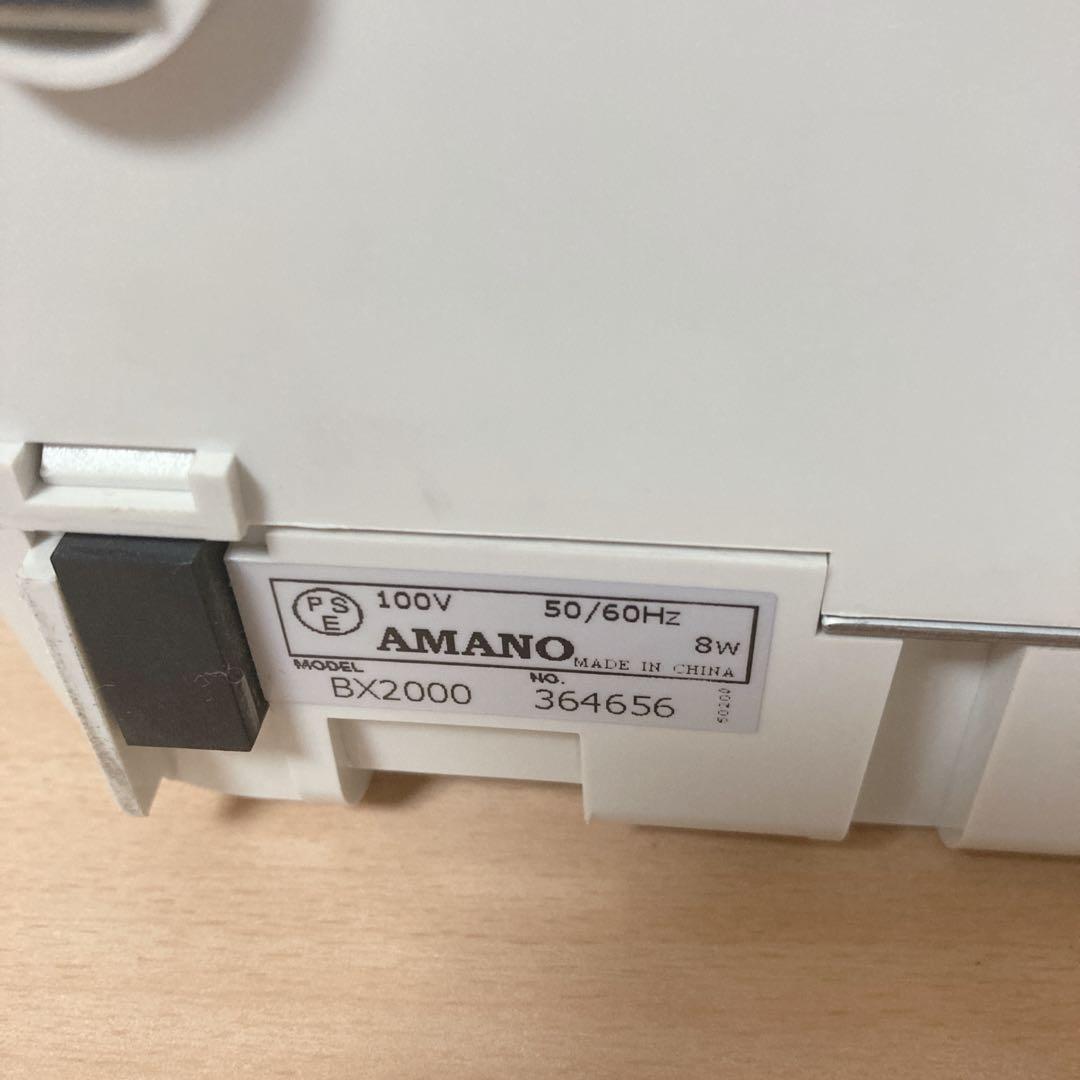 PSE 100V 50/60Hz
AMANO 8W
MADE IN CHINA
MODEL NO.
BX2000 364656